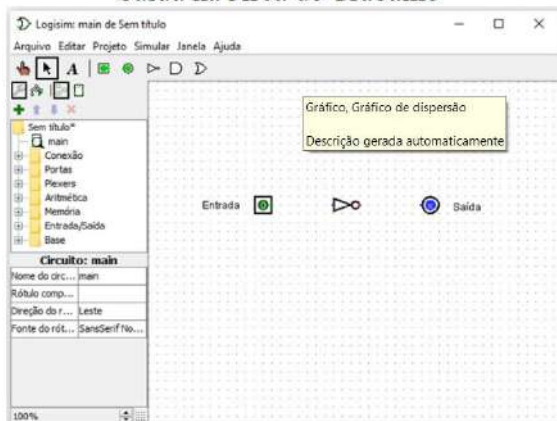 Logisim: main de Sem título
Arquivo Editar Projeto Simular Janela Ajuda
A
Gráfico, Gráfico de dispersão
Descrição gerada automaticamente
Sem título*
main
Conexão
Portas
Plexers
Aritmética
Memória
Entrada/Saída
Base
Entrada 0
Saída
Circuito: main
Nome do circ... main
Rótulo comp...
Direção do r... Leste
Fonte do rót... SansSerif No...
100%